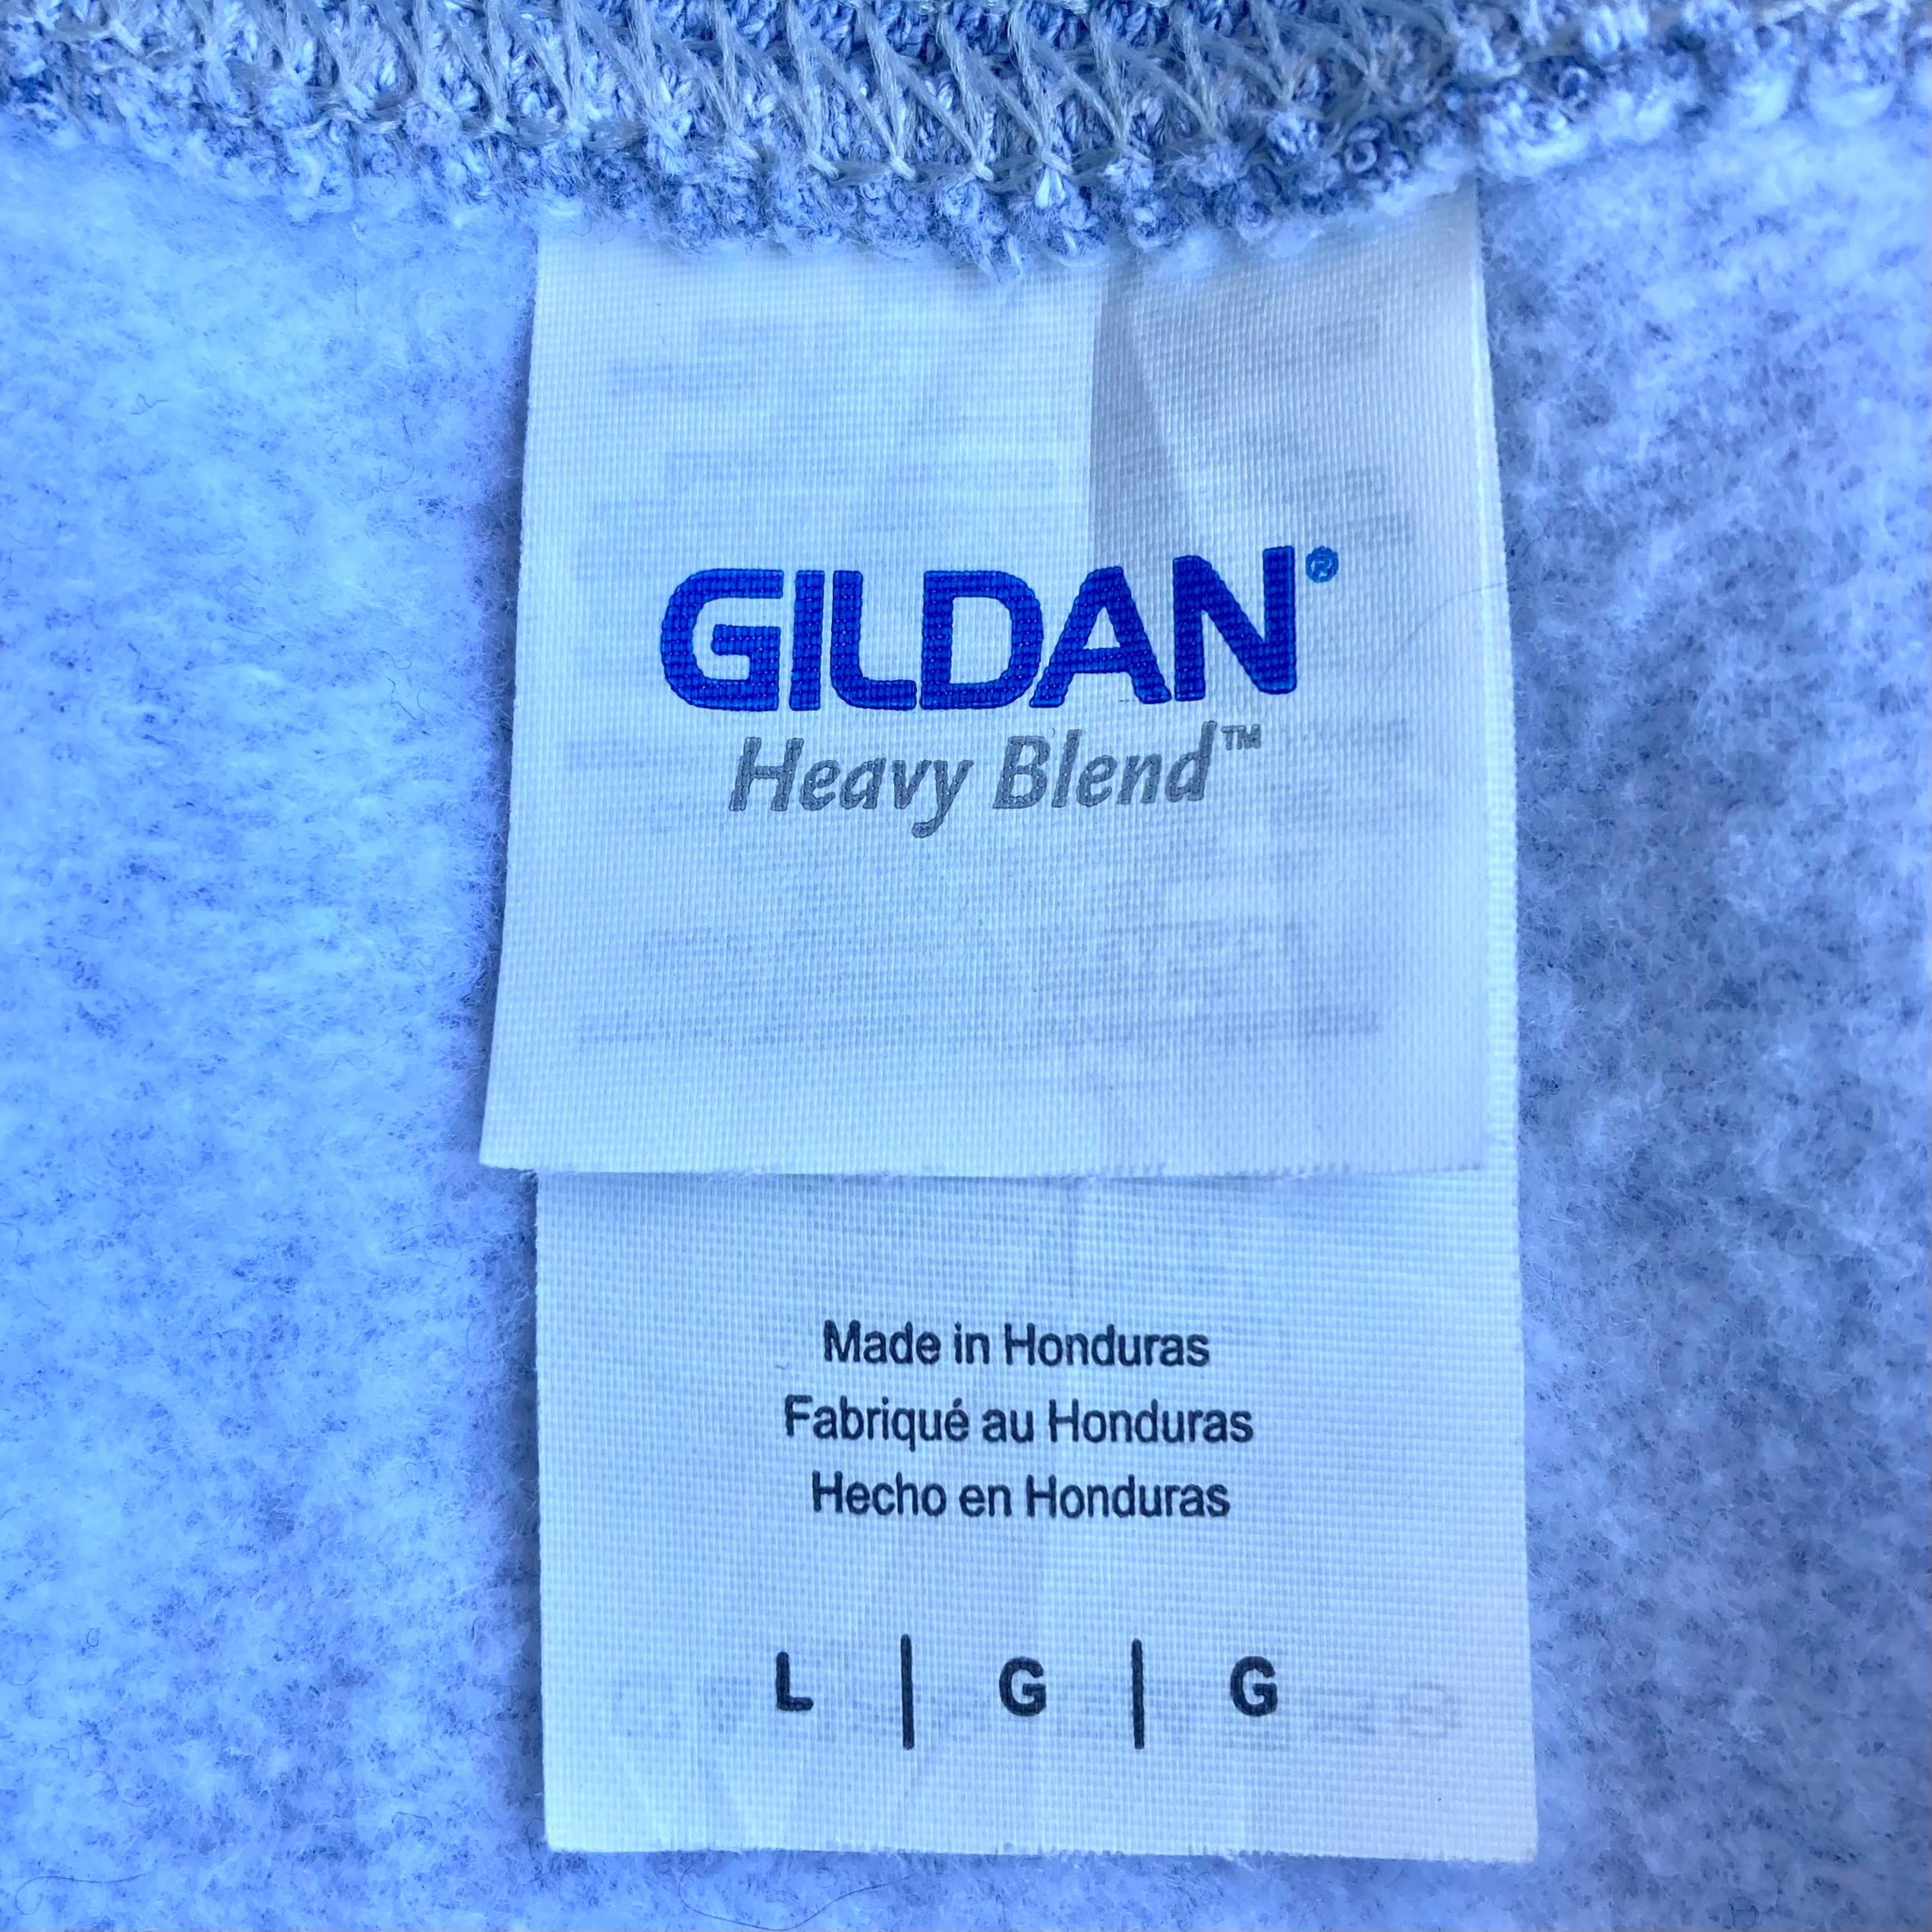 GILDAN®
Heavy Blend™
Made in Honduras
Fabriqué au Honduras
Hecho en Honduras
L | G | G